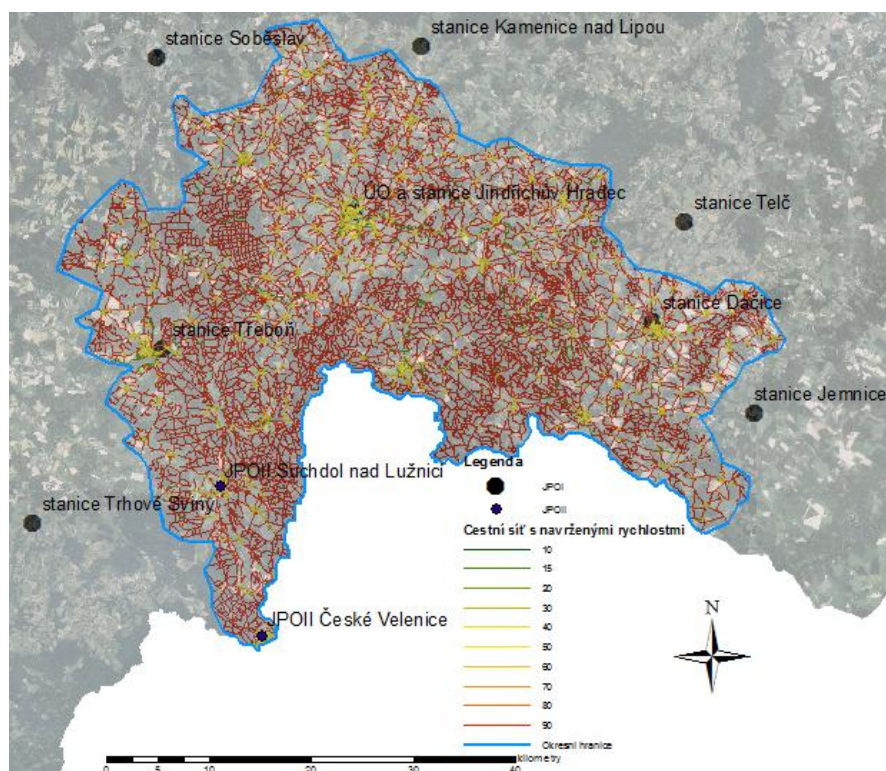 stanice Soběslav
stanice Kamenice nad Lipou
UO a stanice Jindřichův Hradec
stanice Telč
stanice Dačice
stanice Třeboň
stanice Jemnice
JPOII Suchdol nad Lužnicí
stanice Trhové Sviny
JPOII České Velenice
Legenda
JPOI
JPOII
Cestní síť s navrženými rychlostmi
10
15
20
30
40
50
60
70
80
90
Okresní hranice
N
kilometry
0 5 10 20 30 40